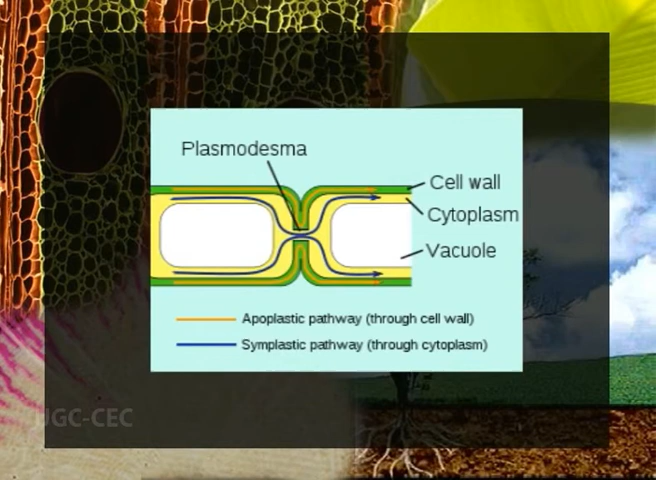 Plasmodesma
Cell wall
Cytoplasm
Vacuole
Apoplastic pathway (through cell wall)
Symplastic pathway (through cytoplasm)
UGC-CEC